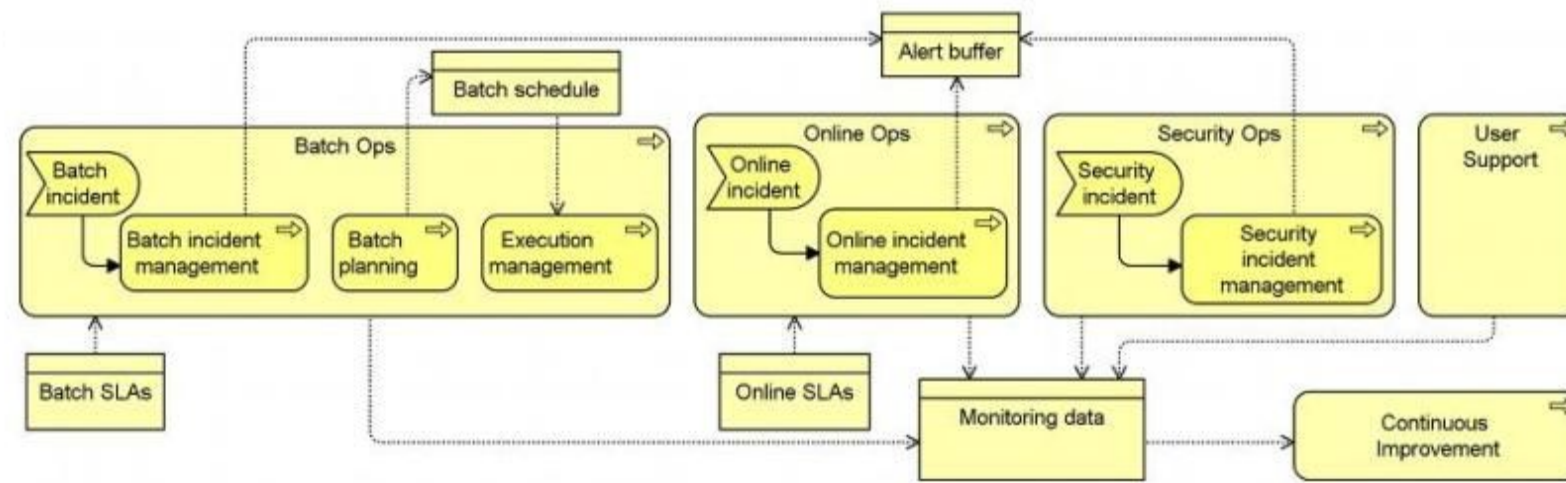 Alert buffer
Batch schedule
Batch Ops
Batch
incident
Batch incident
management
Batch
planning
Execution
management
Online Ops
Online
incident
Online incident
management
Security Ops
Security
incident
Security
incident
management
User
Support
Batch SLAs
Online SLAs
Monitoring data
Continuous
Improvement